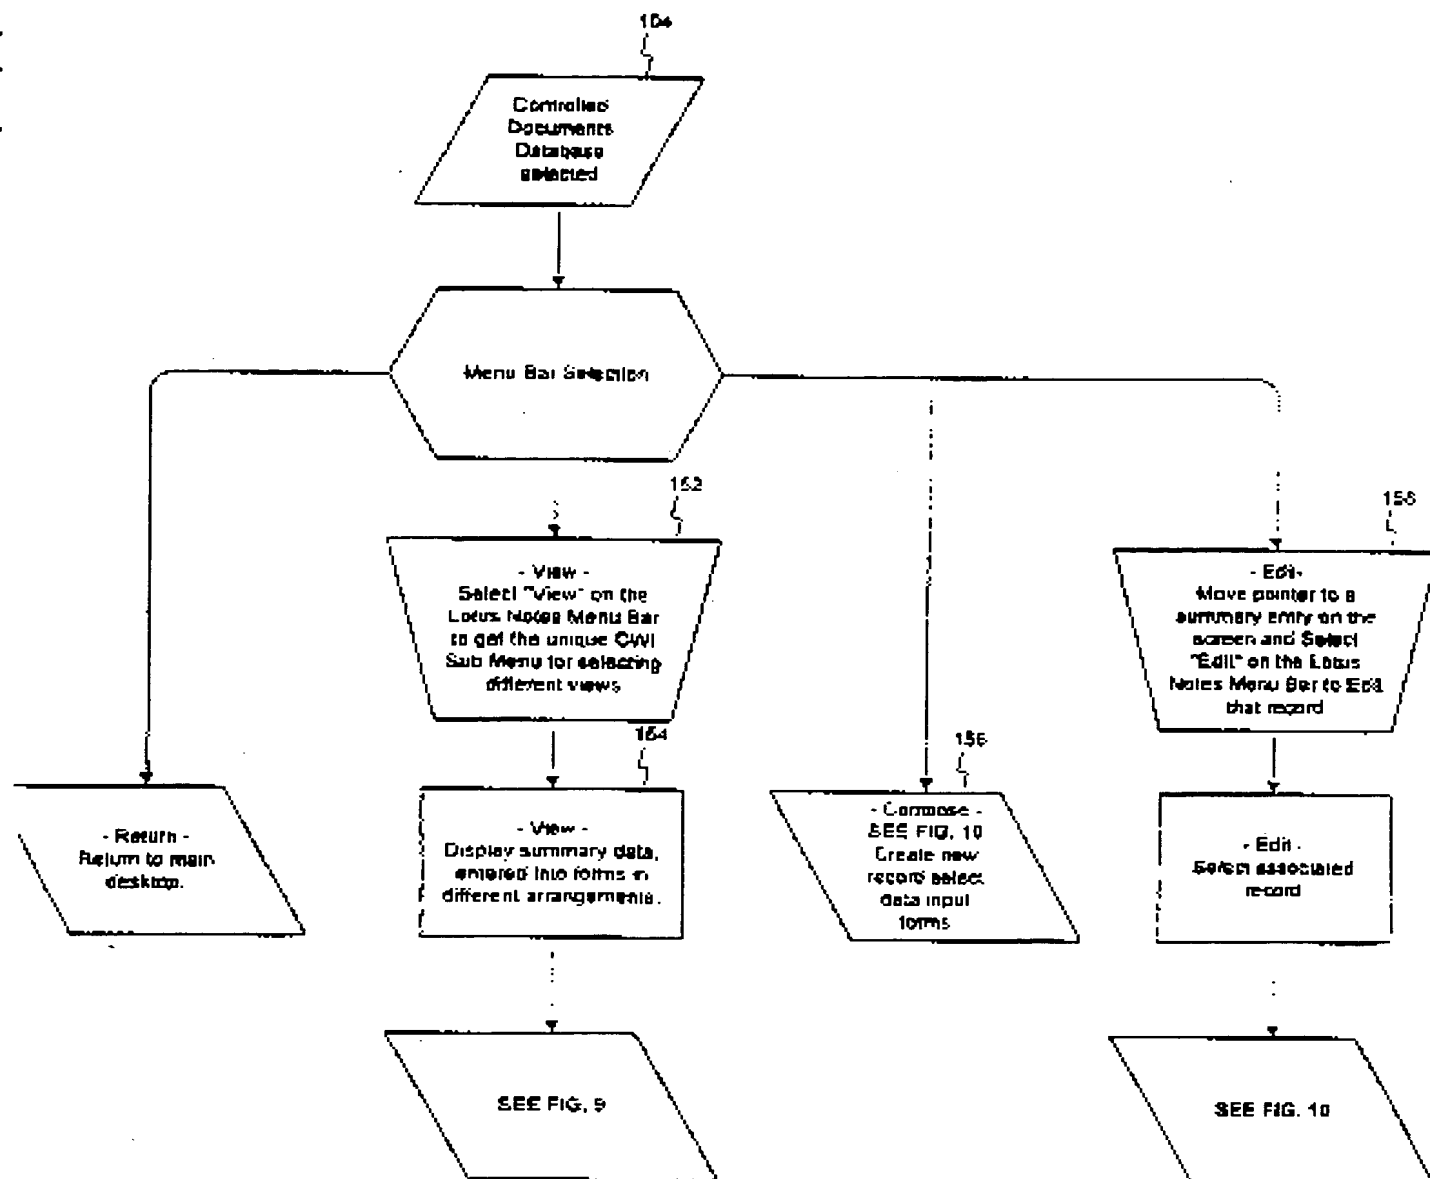 104
Controlled
Documents
Database
selected
Menu Bar Selection
152
- View -
Select "View" on the
Lotus Notes Menu Bar
to get the unique CWI
Sub Menu for selecting
different views
158
- Edit-
Move pointer to a
summary entry on the
screen and Select
"Edit" on the Lotus
Notes Menu Bar to Edit
that record
- Return -
Return to main
desktop.
154
- View -
Display summary data,
entered into forms in
different arrangements.
156
- Compose -
SEE FIG. 10
Create new
record select
data input
forms
- Edit -
Select associated
record
SEE FIG. 9
SEE FIG. 10